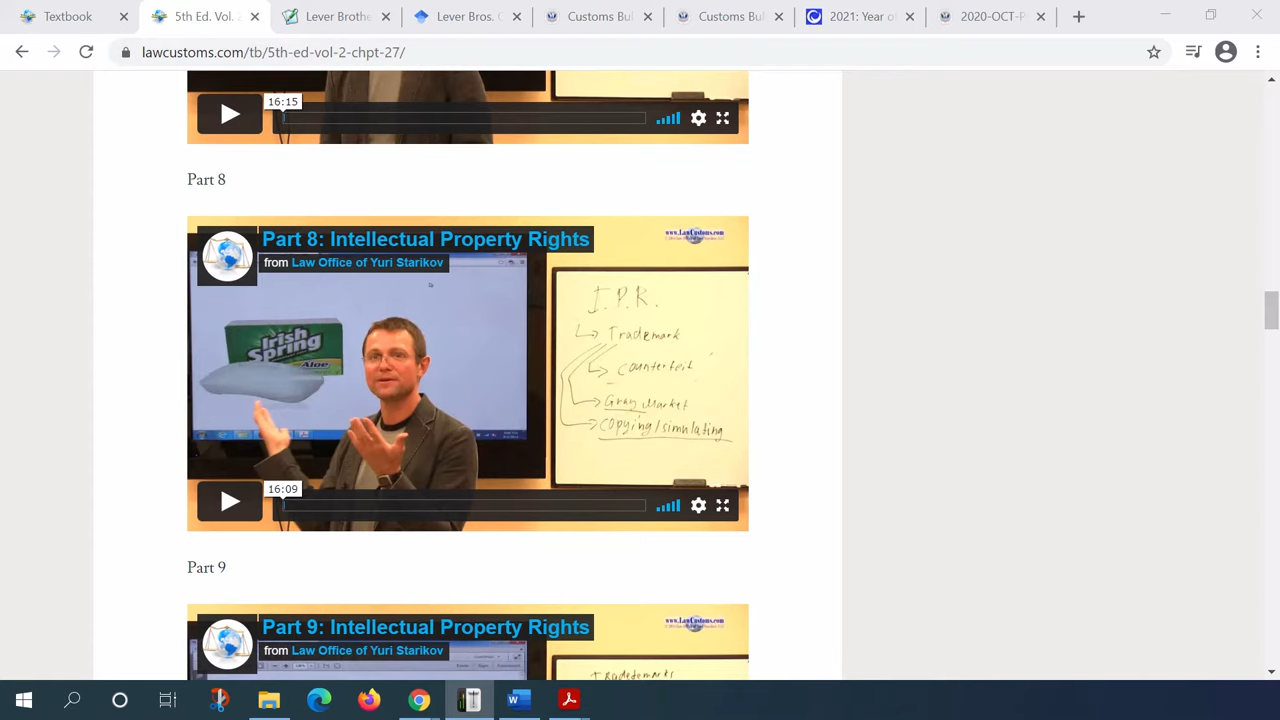 Textbook
5th Ed. Vol. 2
Lever Brothe
Lever Bros. C
Customs Bul
Customs Bul
2021: Year of
2020-OCT-P
lawcustoms.com/tb/5th-ed-vol-2-chpt-27/
16:15
Part 8
Part 8: Intellectual Property Rights
from Law Office of Yuri Starikov
www.LawCustoms.com
I.P.R.
Trademark
Counterfeit
Gray Market
Copying/simulating
Irish
Spring
Aloe
16:09
Part 9
Part 9: Intellectual Property Rights
from Law Office of Yuri Starikov
www.LawCustoms.com
Trademarks